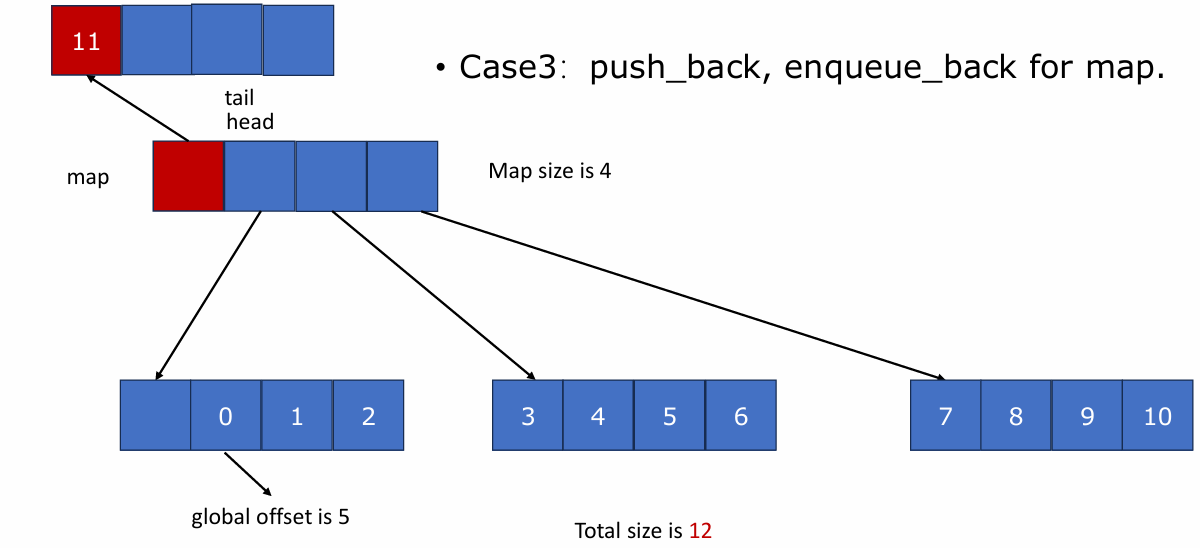 11
• Case3： push_back, enqueue_back for map.
tail
head
map
Map size is 4
0 1 2
3 4 5 6
7 8 9 10
global offset is 5
Total size is 12